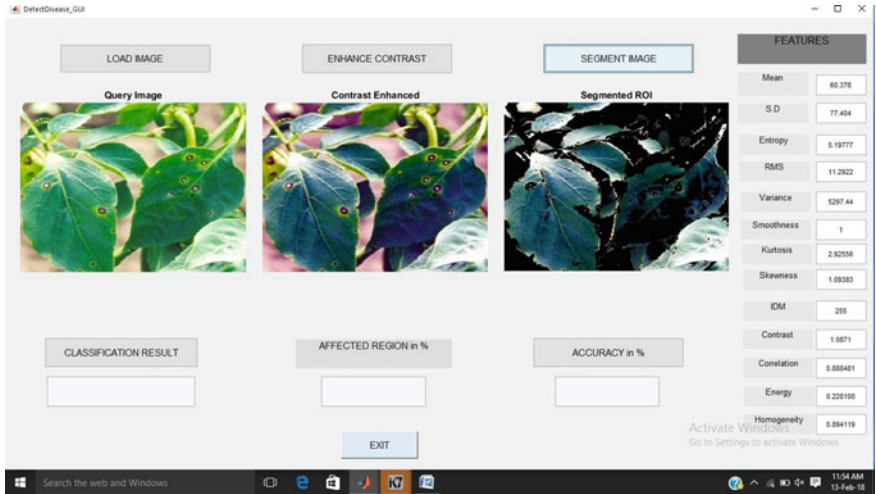 DetectDisease_GUI
LOAD IMAGE
ENHANCE CONTRAST
SEGMENT IMAGE
FEATURES
Query Image
Contrast Enhanced
Segmented ROI
Mean 60.378
S.D 77.404
Entropy 5.19777
RMS 11.2922
Variance 5297.44
Smoothness 1
Kurtosis 2.92556
Skewness 1.09383
IDM 255
Contrast 1.0871
Correlation 0.880481
Energy 0.228108
Homogeneity 0.894119
CLASSIFICATION RESULT
AFFECTED REGION in %
ACCURACY in %
EXIT
Activate Windows
Go to Settings to activate Windows.
Search the web and Windows
11:54 AM
13-Feb-18